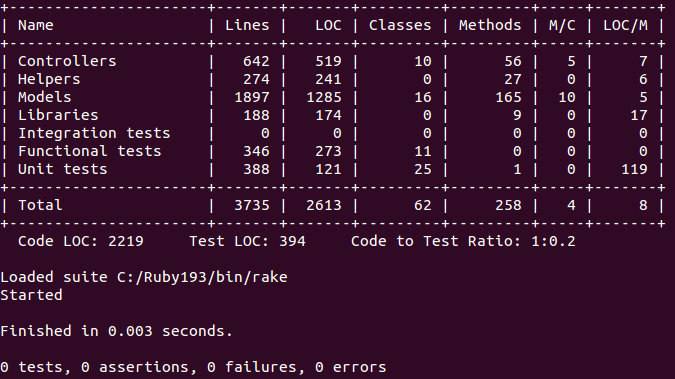 +----------------------+-------+-------+---------+---------+-----+-------+
| Name                 | Lines |   LOC | Classes | Methods | M/C | LOC/M |
+----------------------+-------+-------+---------+---------+-----+-------+
| Controllers          |   642 |   519 |      10 |      56 |   5 |     7 |
| Helpers              |   274 |   241 |       0 |      27 |   0 |     6 |
| Models               |  1897 |  1285 |      16 |     165 |  10 |     5 |
| Libraries            |   188 |   174 |       0 |       9 |   0 |    17 |
| Integration tests    |     0 |     0 |       0 |       0 |   0 |     0 |
| Functional tests     |   346 |   273 |      11 |       0 |   0 |     0 |
| Unit tests           |   388 |   121 |      25 |       1 |   0 |   119 |
+----------------------+-------+-------+---------+---------+-----+-------+
| Total                |  3735 |  2613 |      62 |     258 |   4 |     8 |
+----------------------+-------+-------+---------+---------+-----+-------+
  Code LOC: 2219     Test LOC: 394     Code to Test Ratio: 1:0.2

Loaded suite C:/Ruby193/bin/rake
Started

Finished in 0.003 seconds.

0 tests, 0 assertions, 0 failures, 0 errors